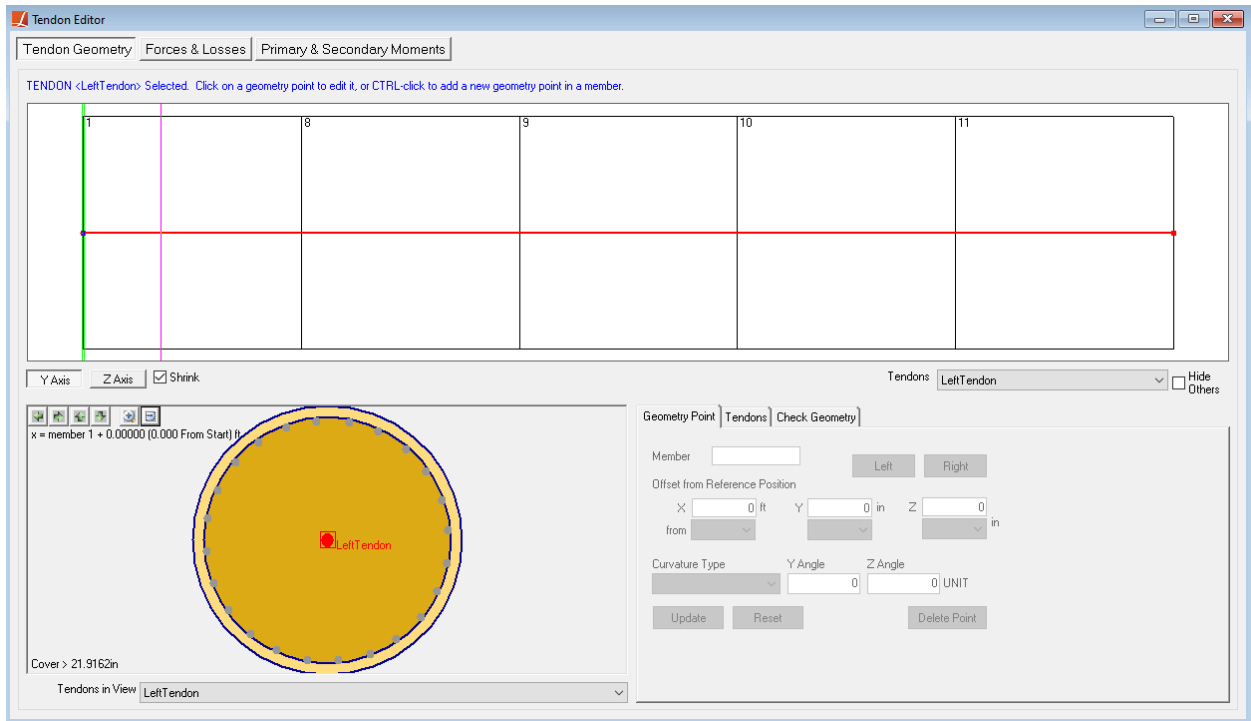 Tendon Editor
Tendon Geometry Forces & Losses Primary & Secondary Moments
TENDON <LeftTendon> Selected. Click on a geometry point to edit it, or CTRL-click to add a new geometry point in a member.
1 8 9 10 11
Y Axis Z Axis Shrink Tendons LeftTendon Hide Others
x = member 1 + 0.00000 (0.000 From Start) ft
LeftTendon
Cover > 21.9162in
Tendons in View LeftTendon
Geometry Point Tendons Check Geometry
Member Left Right
Offset from Reference Position
X 0 ft Y 0 in Z 0 in
from
Curvature Type Y Angle Z Angle
0 0 UNIT
Update Reset Delete Point